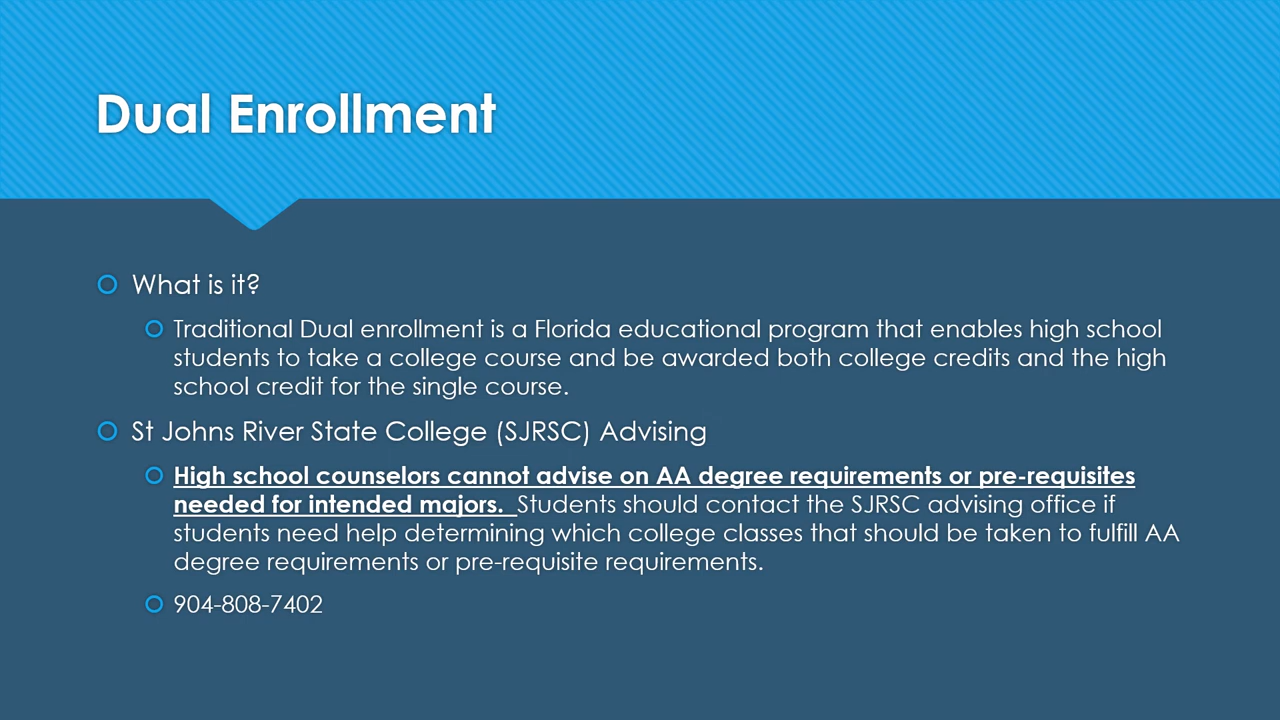 Dual Enrollment
What is it?
Traditional Dual enrollment is a Florida educational program that enables high school
students to take a college course and be awarded both college credits and the high
school credit for the single course.
St Johns River State College (SJRSC) Advising
High school counselors cannot advise on AA degree requirements or pre-requisites
needed for intended majors. Students should contact the SJRSC advising office if
students need help determining which college classes that should be taken to fulfill AA
degree requirements or pre-requisite requirements.
904-808-7402